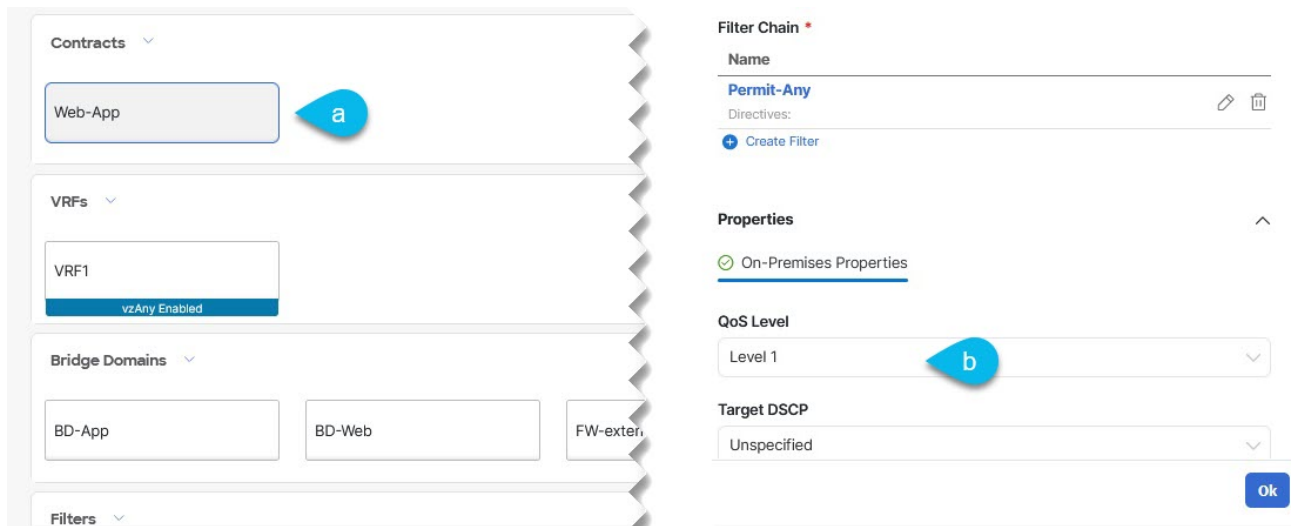 Contracts
Web-App
a
VRFs
VRF1
vzAny Enabled
Bridge Domains
BD-App
BD-Web
FW-extern
Filters
Filter Chain *
Name
Permit-Any
Directives:
Create Filter
Properties
On-Premises Properties
QoS Level
Level 1
b
Target DSCP
Unspecified
Ok